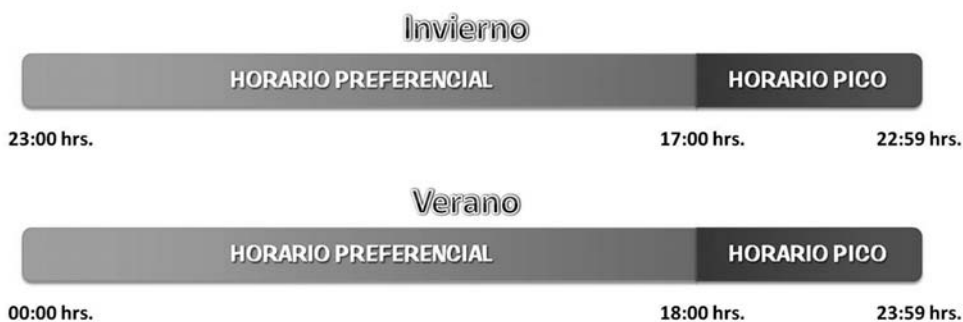 Invierno
HORARIO PREFERENCIAL HORARIO PICO
23:00 hrs. 17:00 hrs. 22:59 hrs.
Verano
HORARIO PREFERENCIAL HORARIO PICO
00:00 hrs. 18:00 hrs. 23:59 hrs.